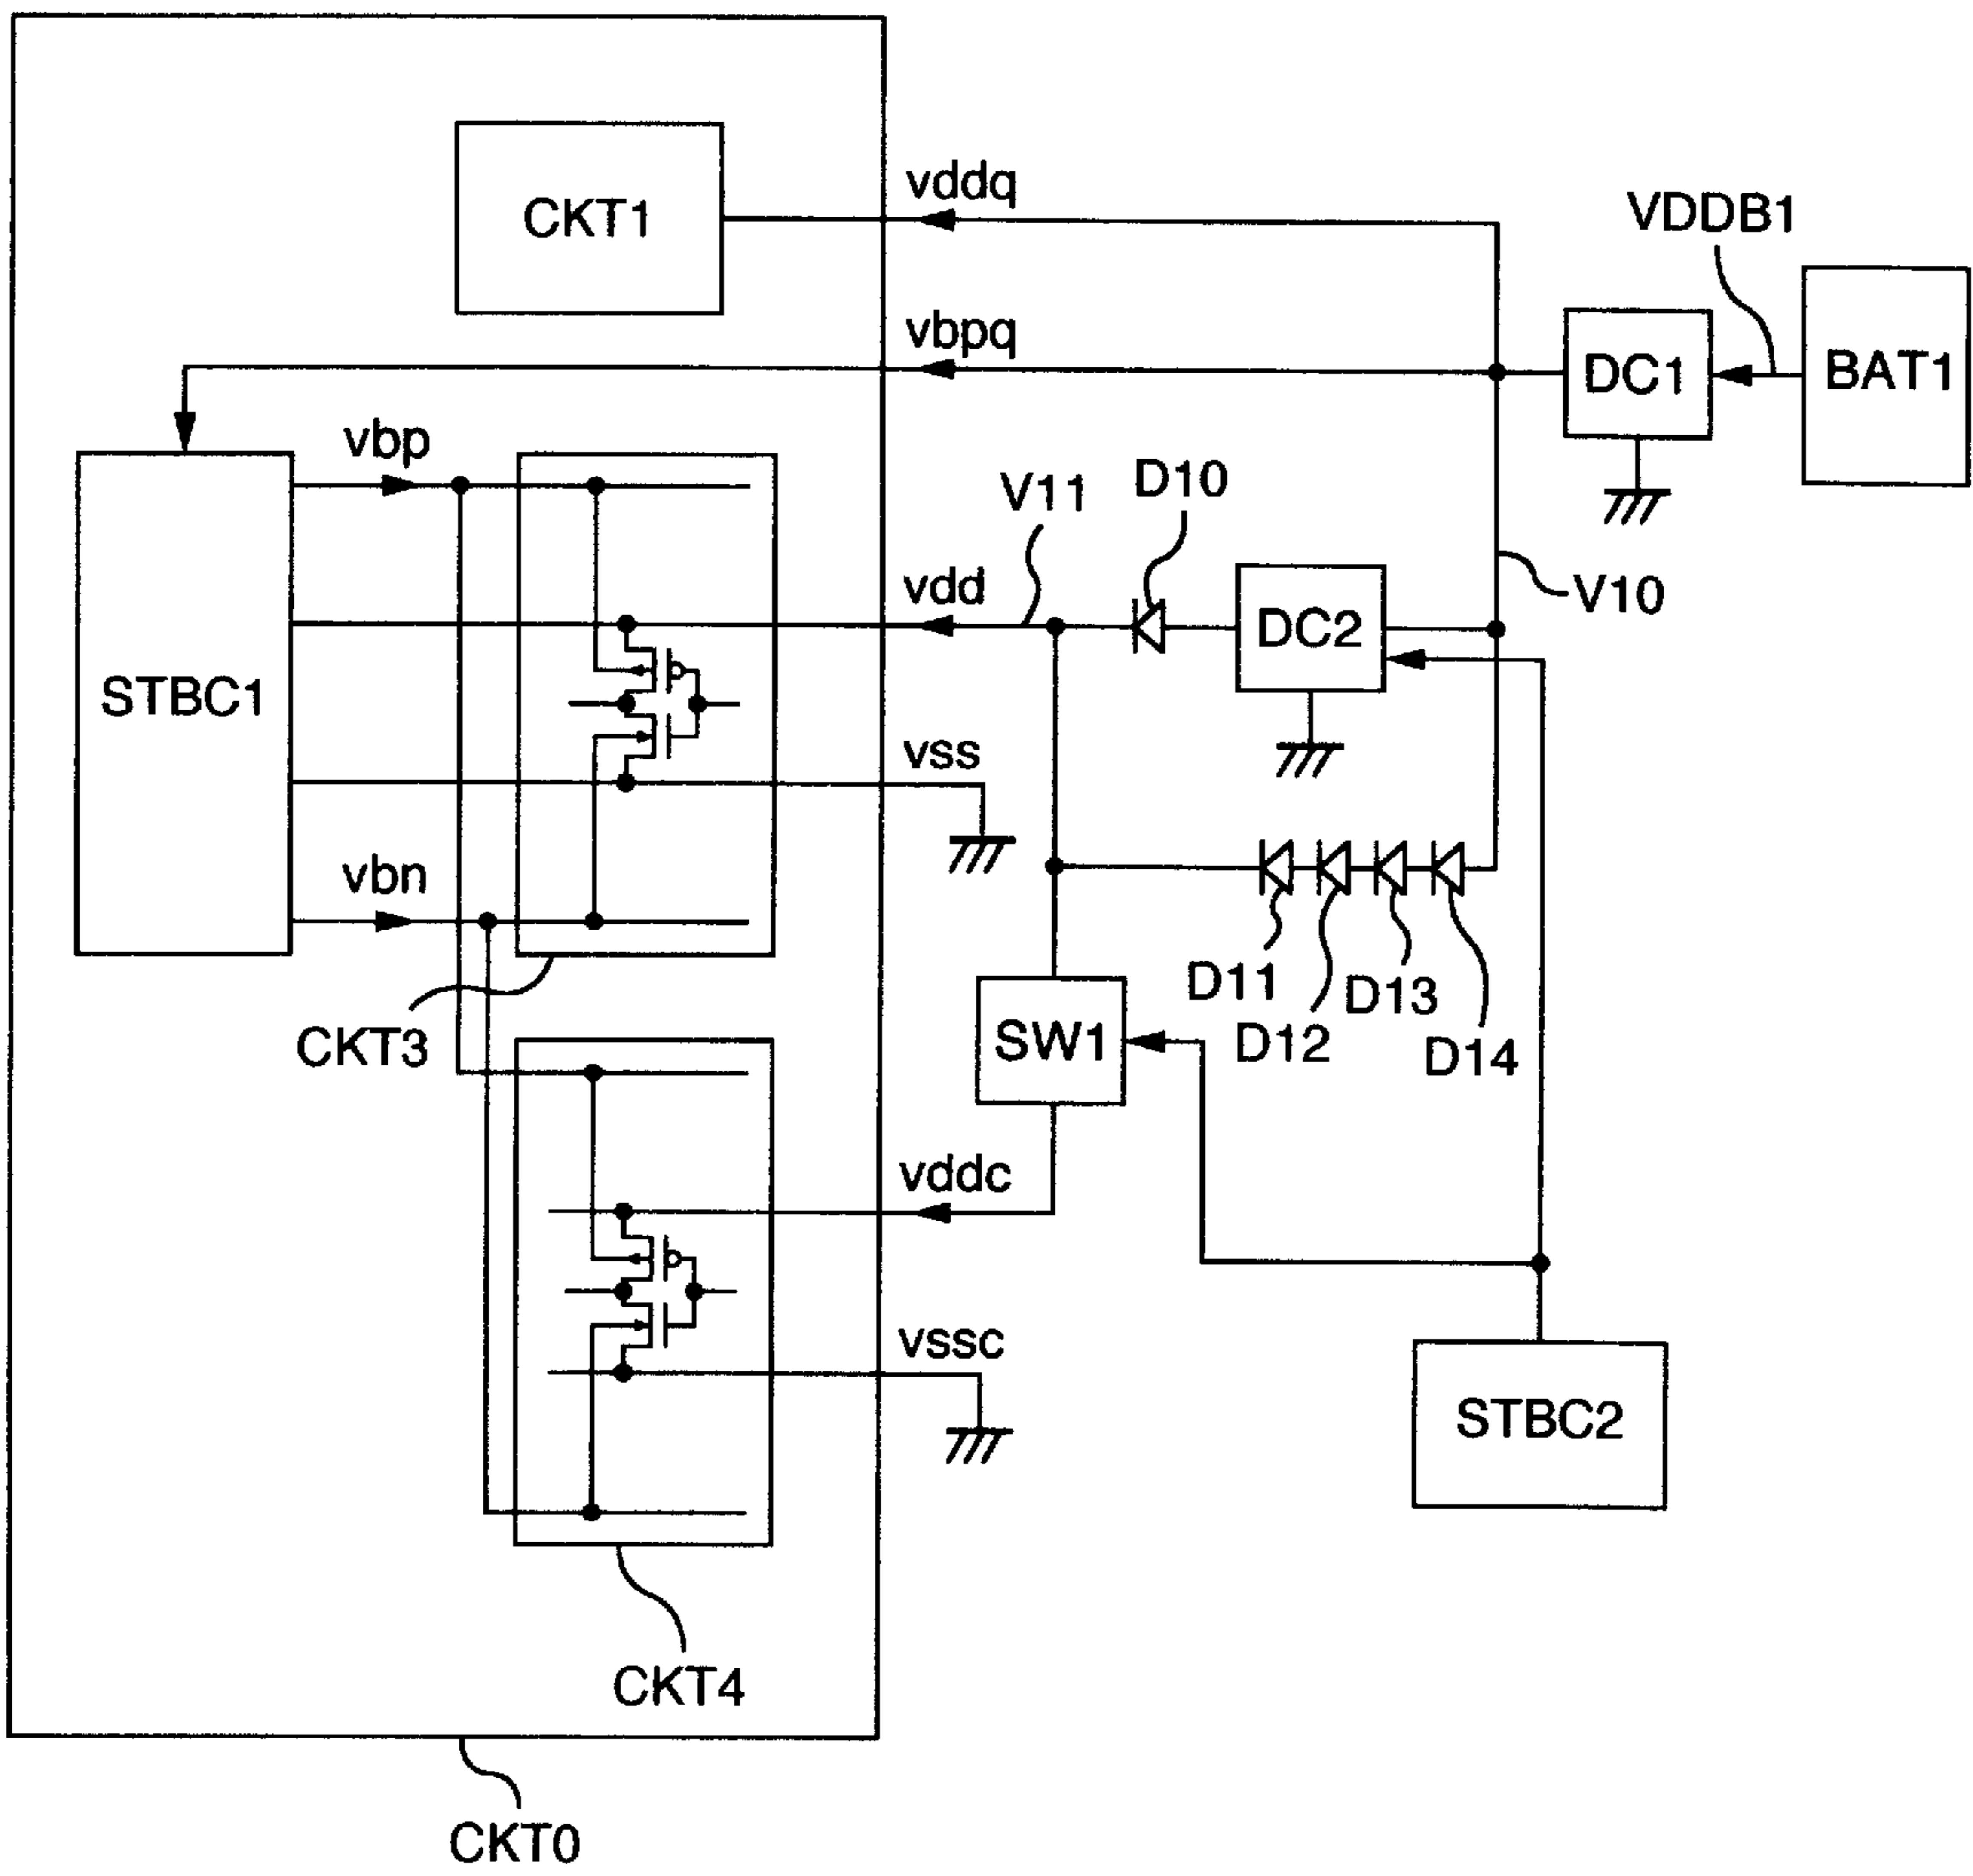 CKT1
vddq
VDDB1
vbpq
DC1
BAT1
vbp
V11
D10
vdd
DC2
V10
STBC1
vss
vbn
D11
D12
D13
D14
CKT3
SW1
vddc
vssc
STBC2
CKT4
CKT0